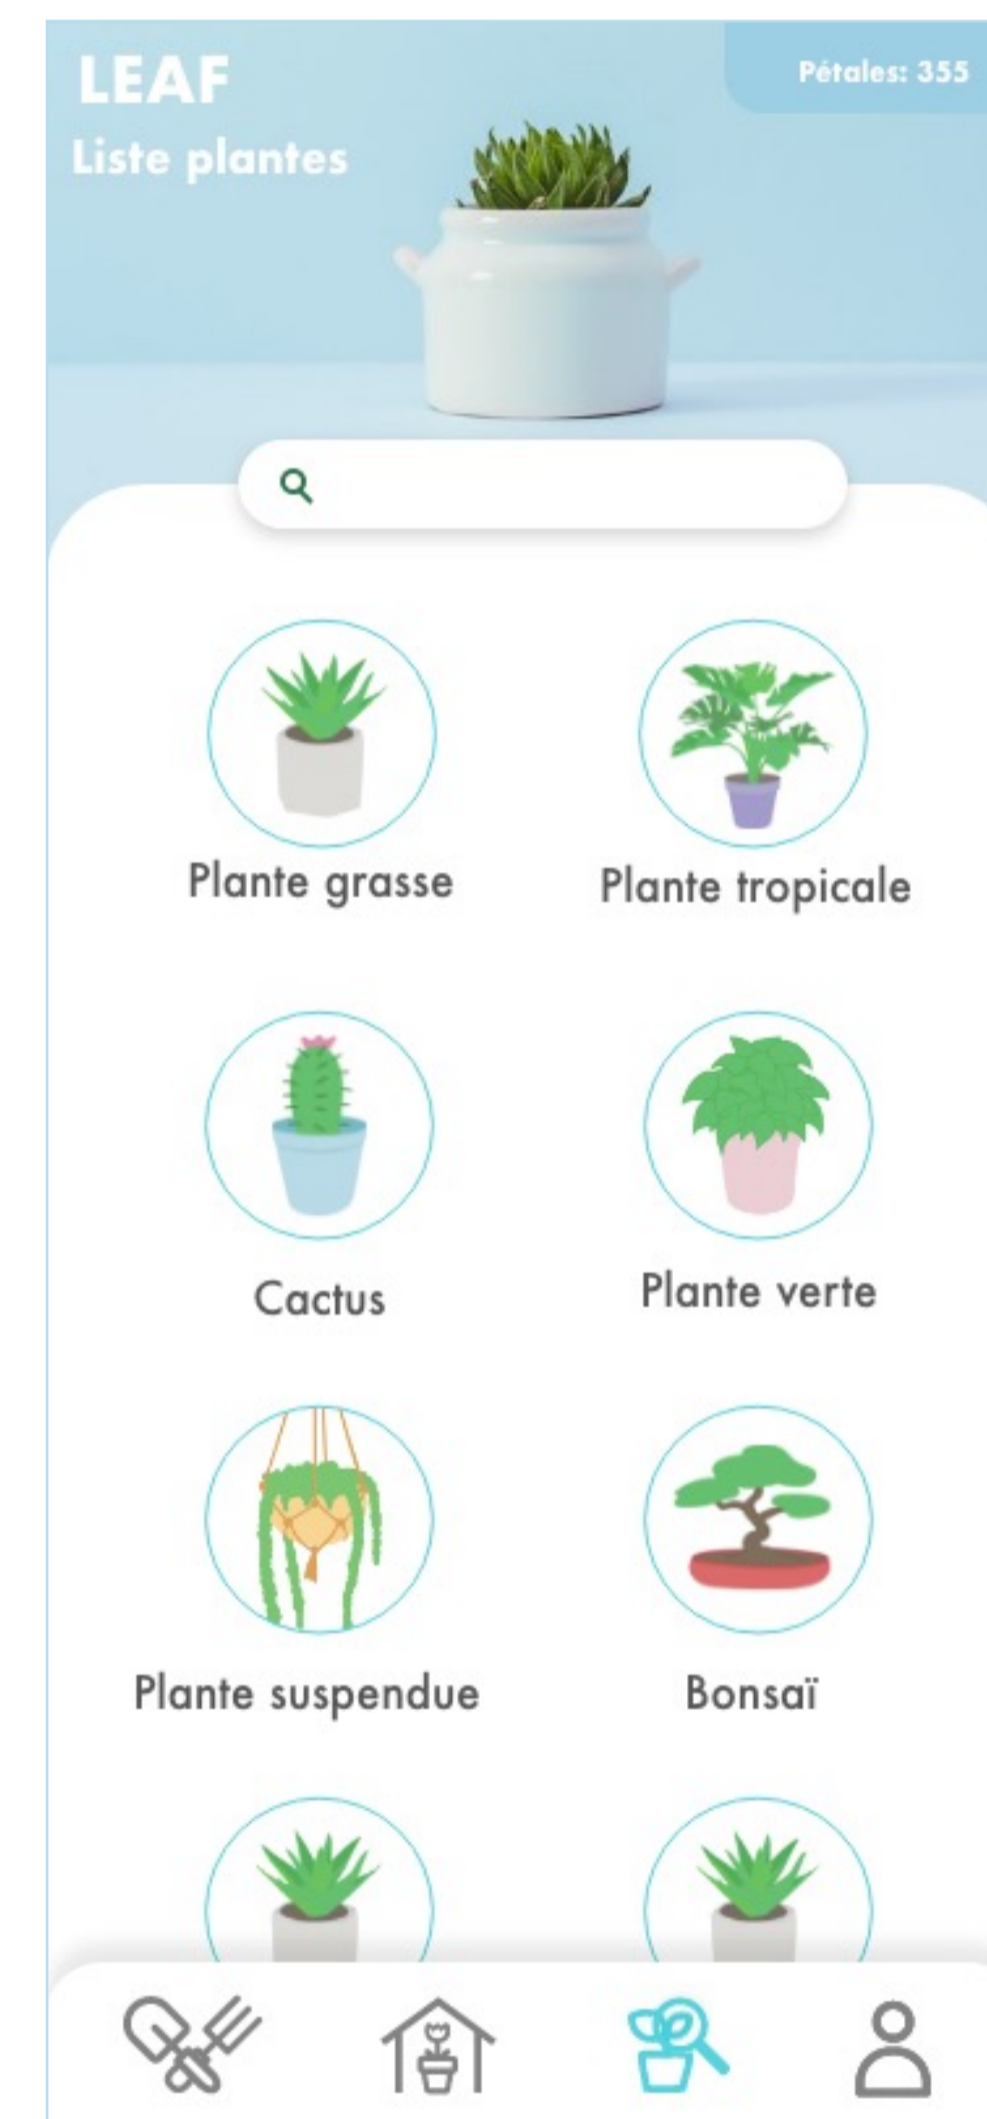 LEAF
Pétales: 355
Liste plantes
Plante grasse
Plante tropicale
Cactus
Plante verte
Plante suspendue
Bonsaï